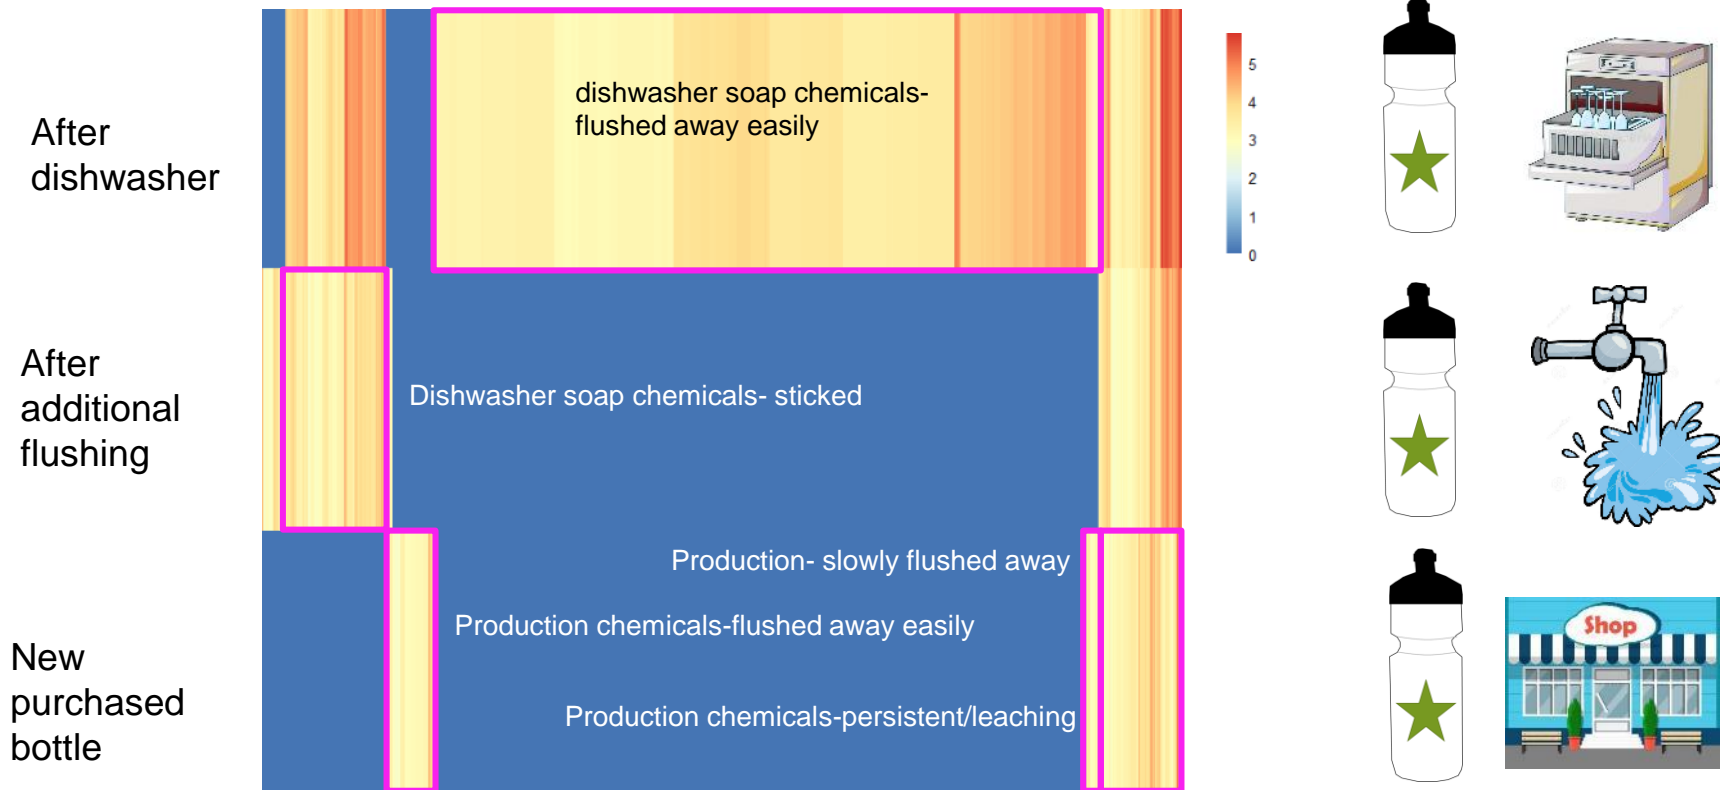 After
dishwasher
dishwasher soap chemicals-
flushed away easily
5
4
3
2
1
0
After
additional
flushing
Dishwasher soap chemicals- sticked
New
purchased
bottle
Production- slowly flushed away
Production chemicals-flushed away easily
Production chemicals-persistent/leaching
Shop